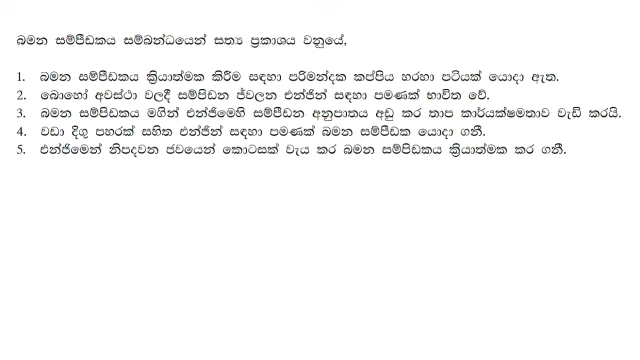 බමන සම්පීඩකය සම්බන්ධයෙන් සත්‍ය ප්‍රකාශය වනුයේ,
1. බමන සම්පීඩකය ක්‍රියාත්මක කිරීම සඳහා පරිමන්දක කප්පිය හරහා පටියක් යොදා ඇත.
2. බොහෝ අවස්ථා වලදී සම්පිඩන ජ්වලන එන්ජින් සඳහා පමණක් භාවිත වේ.
3. බමන සම්පිඩකය මගින් එන්ජිමෙහි සම්පීඩන අනුපාතය අඩු කර තාප කාර්යක්ෂමතාව වැඩි කරයි.
4. වඩා දිගු පහරක් සහිත එන්ජින් සඳහා පමණක් බමන සම්පීඩක යොදා ගනී.
5. එන්ජිමෙන් නිපදවන ජවයෙන් කොටසක් වැය කර බමන සම්පිඩකය ක්‍රියාත්මක කර ගනී.